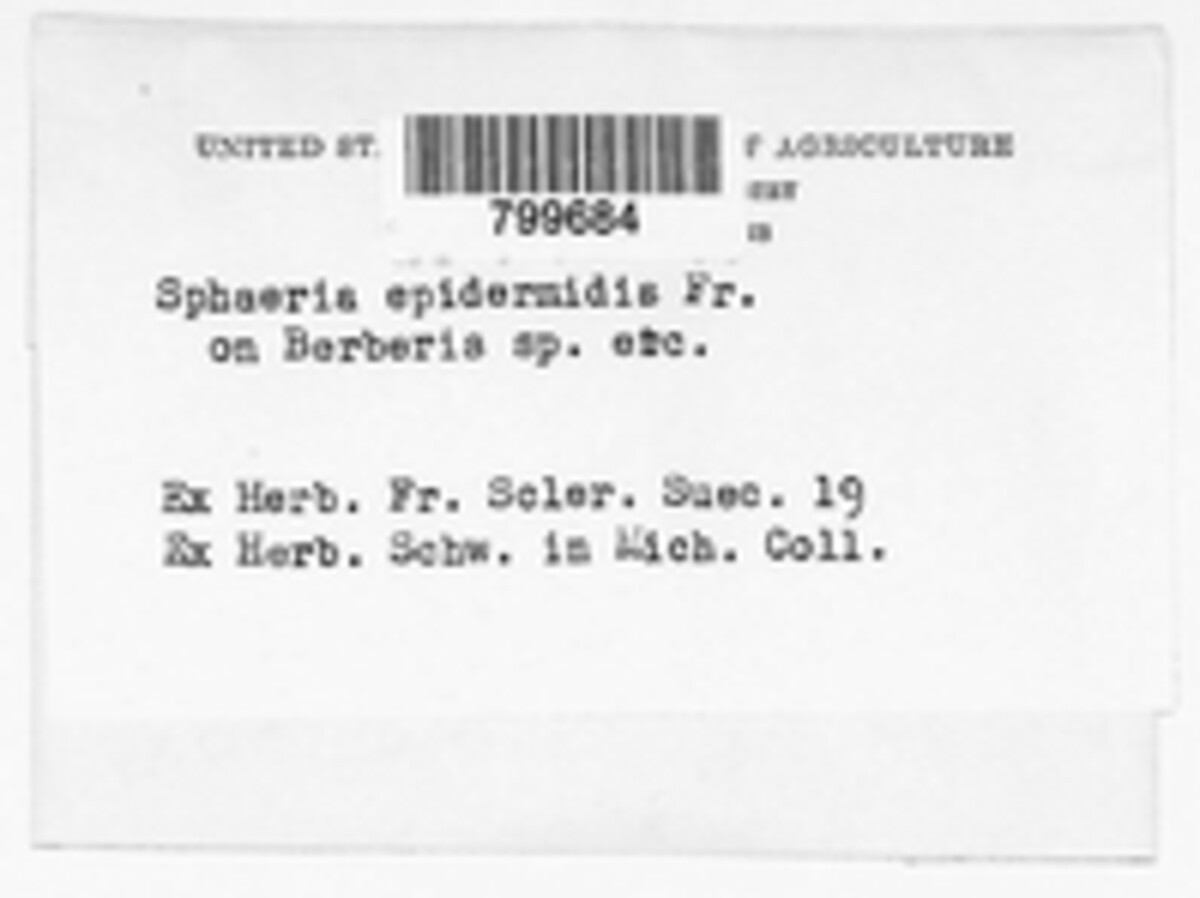 UNITED ST. F AGRICULTURE
799684
Sphaeria epidermidis Fr.
on Berberis sp. etc.
Ex Herb. Fr. Scler. Suec. 19
Ex Herb. Schw. in Mich. Coll.